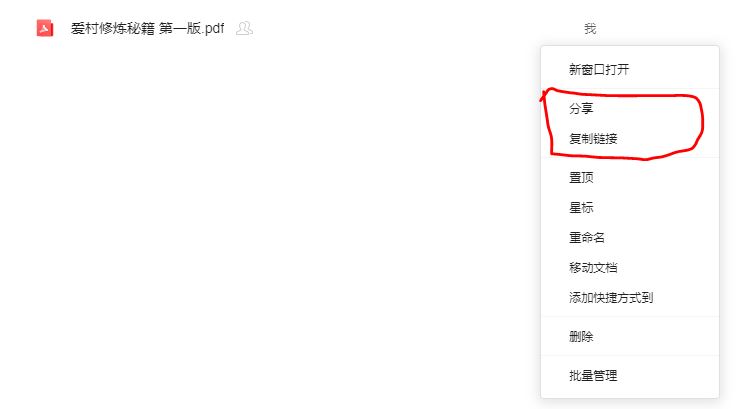 爱村修炼秘籍 第一版.pdf
我
新窗口打开
分享
复制链接
置顶
星标
重命名
移动文档
添加快捷方式到
删除
批量管理